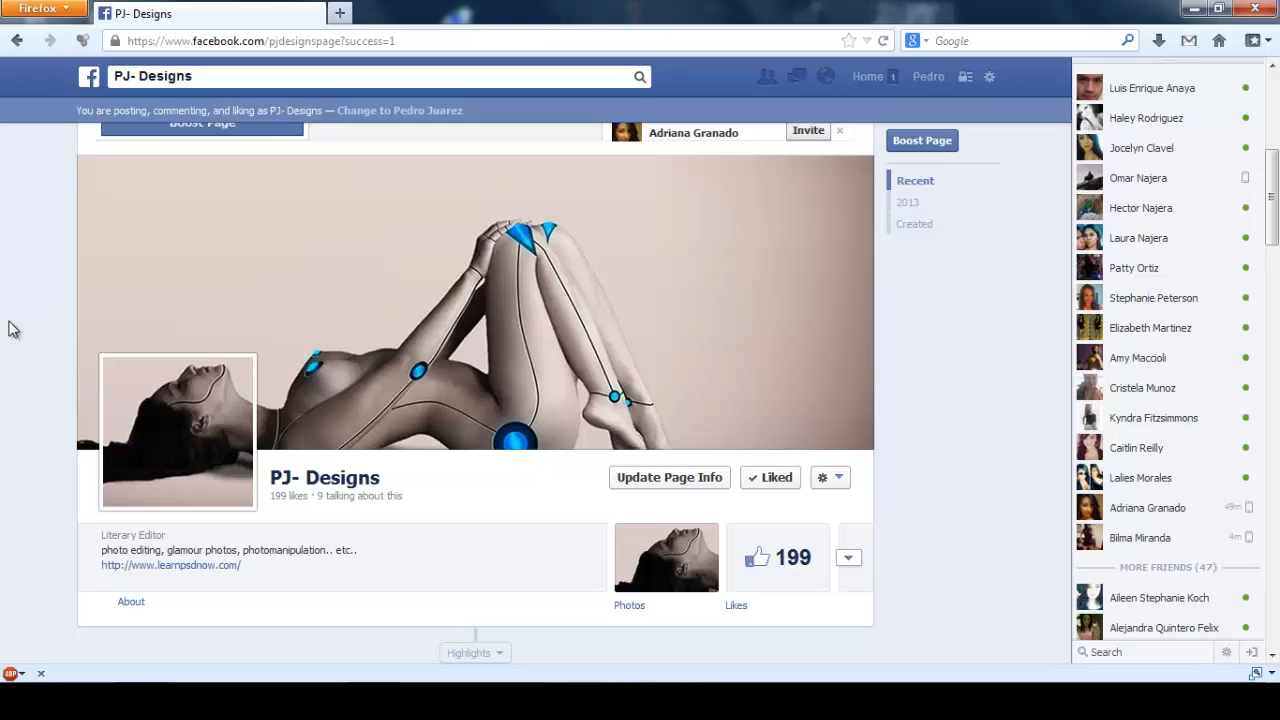 Firefox
PJ- Designs
https://www.facebook.com/pjdesignspage?success=1
Google
PJ- Designs
Home 1
Pedro
You are posting, commenting, and liking as PJ- Designs — Change to Pedro Juarez
Boost Page
Adriana Granado
Invite
Boost Page
Recent
2013
Created
PJ- Designs
199 likes · 9 talking about this
Update Page Info
Liked
Literary Editor
photo editing, glamour photos, photomanipulation.. etc..
http://www.learnpsdnow.com/
About
199
Photos
Likes
Highlights
Luis Enrique Anaya
Haley Rodriguez
Jocelyn Clavel
Omar Najera
Hector Najera
Laura Najera
Patty Ortiz
Stephanie Peterson
Elizabeth Martinez
Amy Maccioli
Cristela Munoz
Kyndra Fitzsimmons
Caitlin Reilly
Lalies Morales
Adriana Granado 49m
Bilma Miranda 4m
MORE FRIENDS (47)
Aileen Stephanie Koch
Alejandra Quintero Felix
Search
ABP